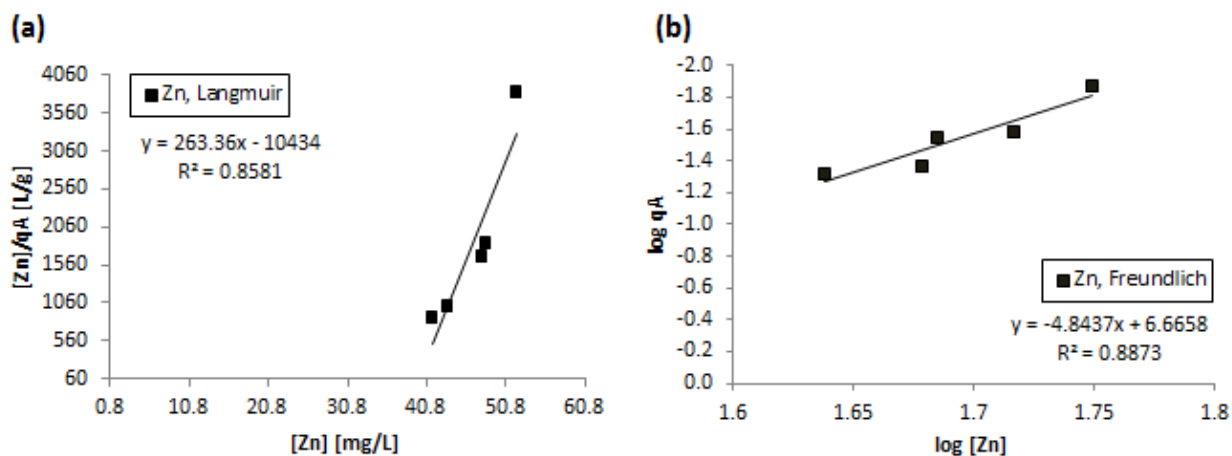 (a)
4060
3560
3060
2560
2060
1560
1060
560
60
[Zn]/qA [L/g]
Zn, Langmuir
y = 263.36x - 10434
R² = 0.8581
0.8 10.8 20.8 30.8 40.8 50.8 60.8
[Zn] [mg/L]
(b)
-2.0
-1.8
-1.6
-1.4
-1.2
-1.0
-0.8
-0.6
-0.4
-0.2
0.0
log qA
Zn, Freundlich
y = -4.8437x + 6.6658
R² = 0.8873
1.6 1.65 1.7 1.75 1.8
log [Zn]